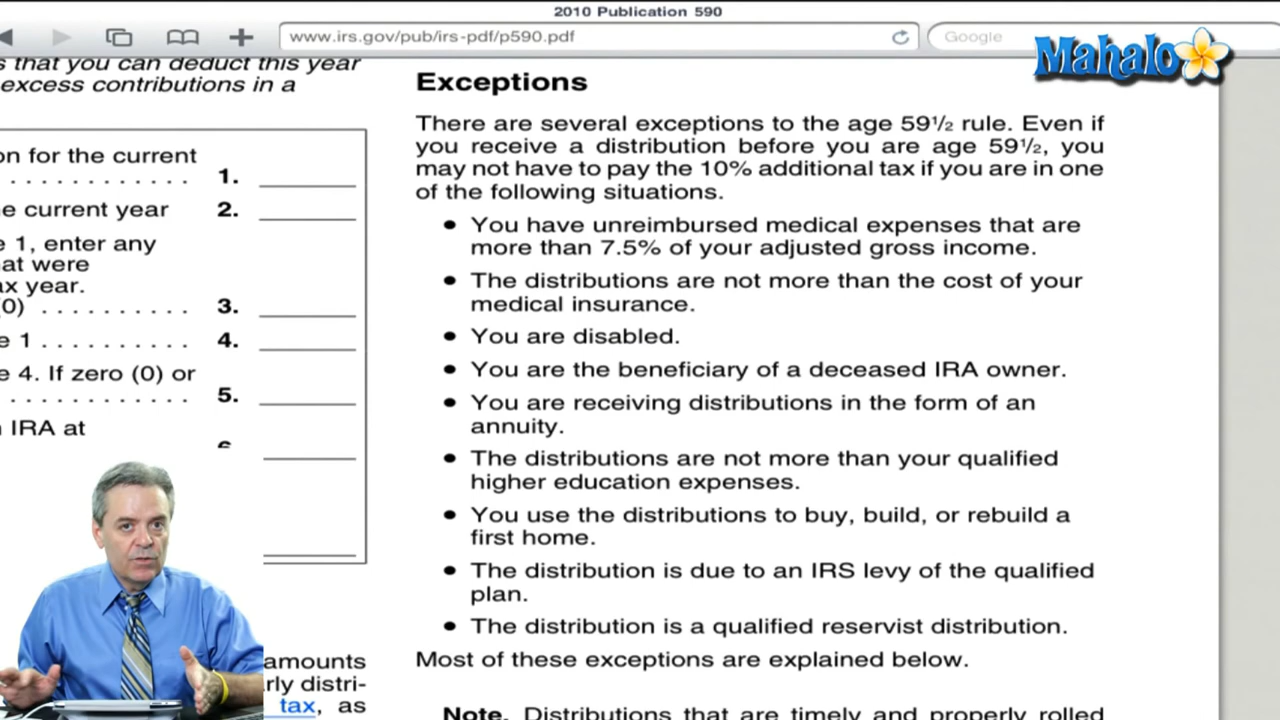 2010 Publication 590
www.irs.gov/pub/irs-pdf/p590.pdf
Google
Mahalo
s that you can deduct this year
excess contributions in a
on for the current
. . . . . . . . . . . . 1.
e current year 2.
e 1, enter any
at were
ax year.
(0) . . . . . . . . . . 3.
e 1 . . . . . . . . . . 4.
e 4. If zero (0) or
. . . . . . . . . . . . 5.
IRA at
amounts
rly distri-
tax, as
Exceptions
There are several exceptions to the age 59½ rule. Even if
you receive a distribution before you are age 59½, you
may not have to pay the 10% additional tax if you are in one
of the following situations.
• You have unreimbursed medical expenses that are
more than 7.5% of your adjusted gross income.
• The distributions are not more than the cost of your
medical insurance.
• You are disabled.
• You are the beneficiary of a deceased IRA owner.
• You are receiving distributions in the form of an
annuity.
• The distributions are not more than your qualified
higher education expenses.
• You use the distributions to buy, build, or rebuild a
first home.
• The distribution is due to an IRS levy of the qualified
plan.
• The distribution is a qualified reservist distribution.
Most of these exceptions are explained below.
Note. Distributions that are timely and properly rolled